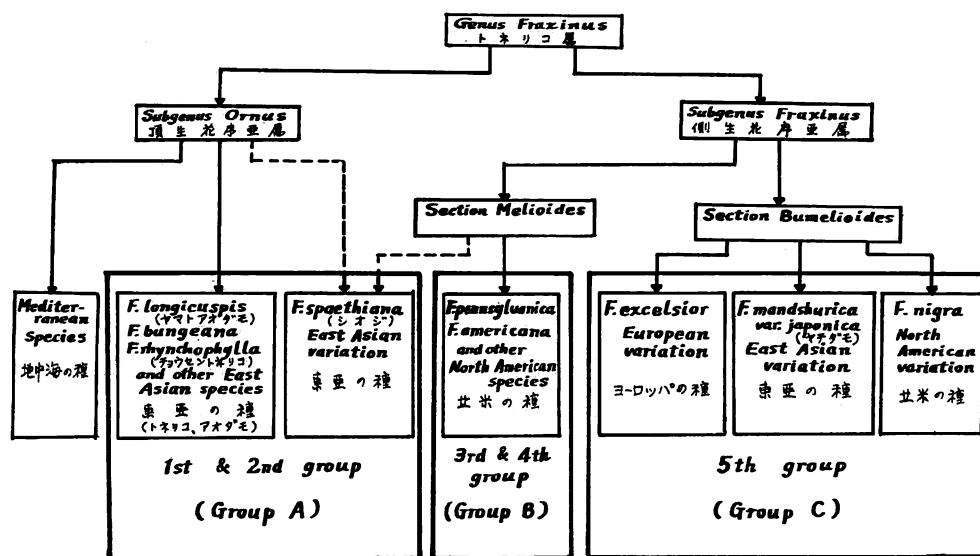 Genus Fraxinus
トネリコ属
Subgenus Ornus
頂生花序亜属
Subgenus Fraxinus
側生花序亜属
Section Melioides
Section Bumelioides
Mediter-
ranean
Species
地中海の種
F. longicuspis
(ヤマトアオダモ)
F. bungeana
F. rhynchophylla
(チョウセントネリコ)
and other East
Asian species
東亜の種
(トネリコ、アオダモ)
F. spaethiana
(シオジ)
East Asian
variation
東亜の種
F. pennsylvanica
F. americana
and other
North American
species
北米の種
F. excelsior
European
variation
ヨーロッパの種
F. mandshurica
var. japonica
(ヤチダモ)
East Asian
variation
東亜の種
F. nigra
North
American
variation
北米の種
1st & 2nd group
(Group A)
3rd & 4th
group
(Group B)
5th group
(Group C)